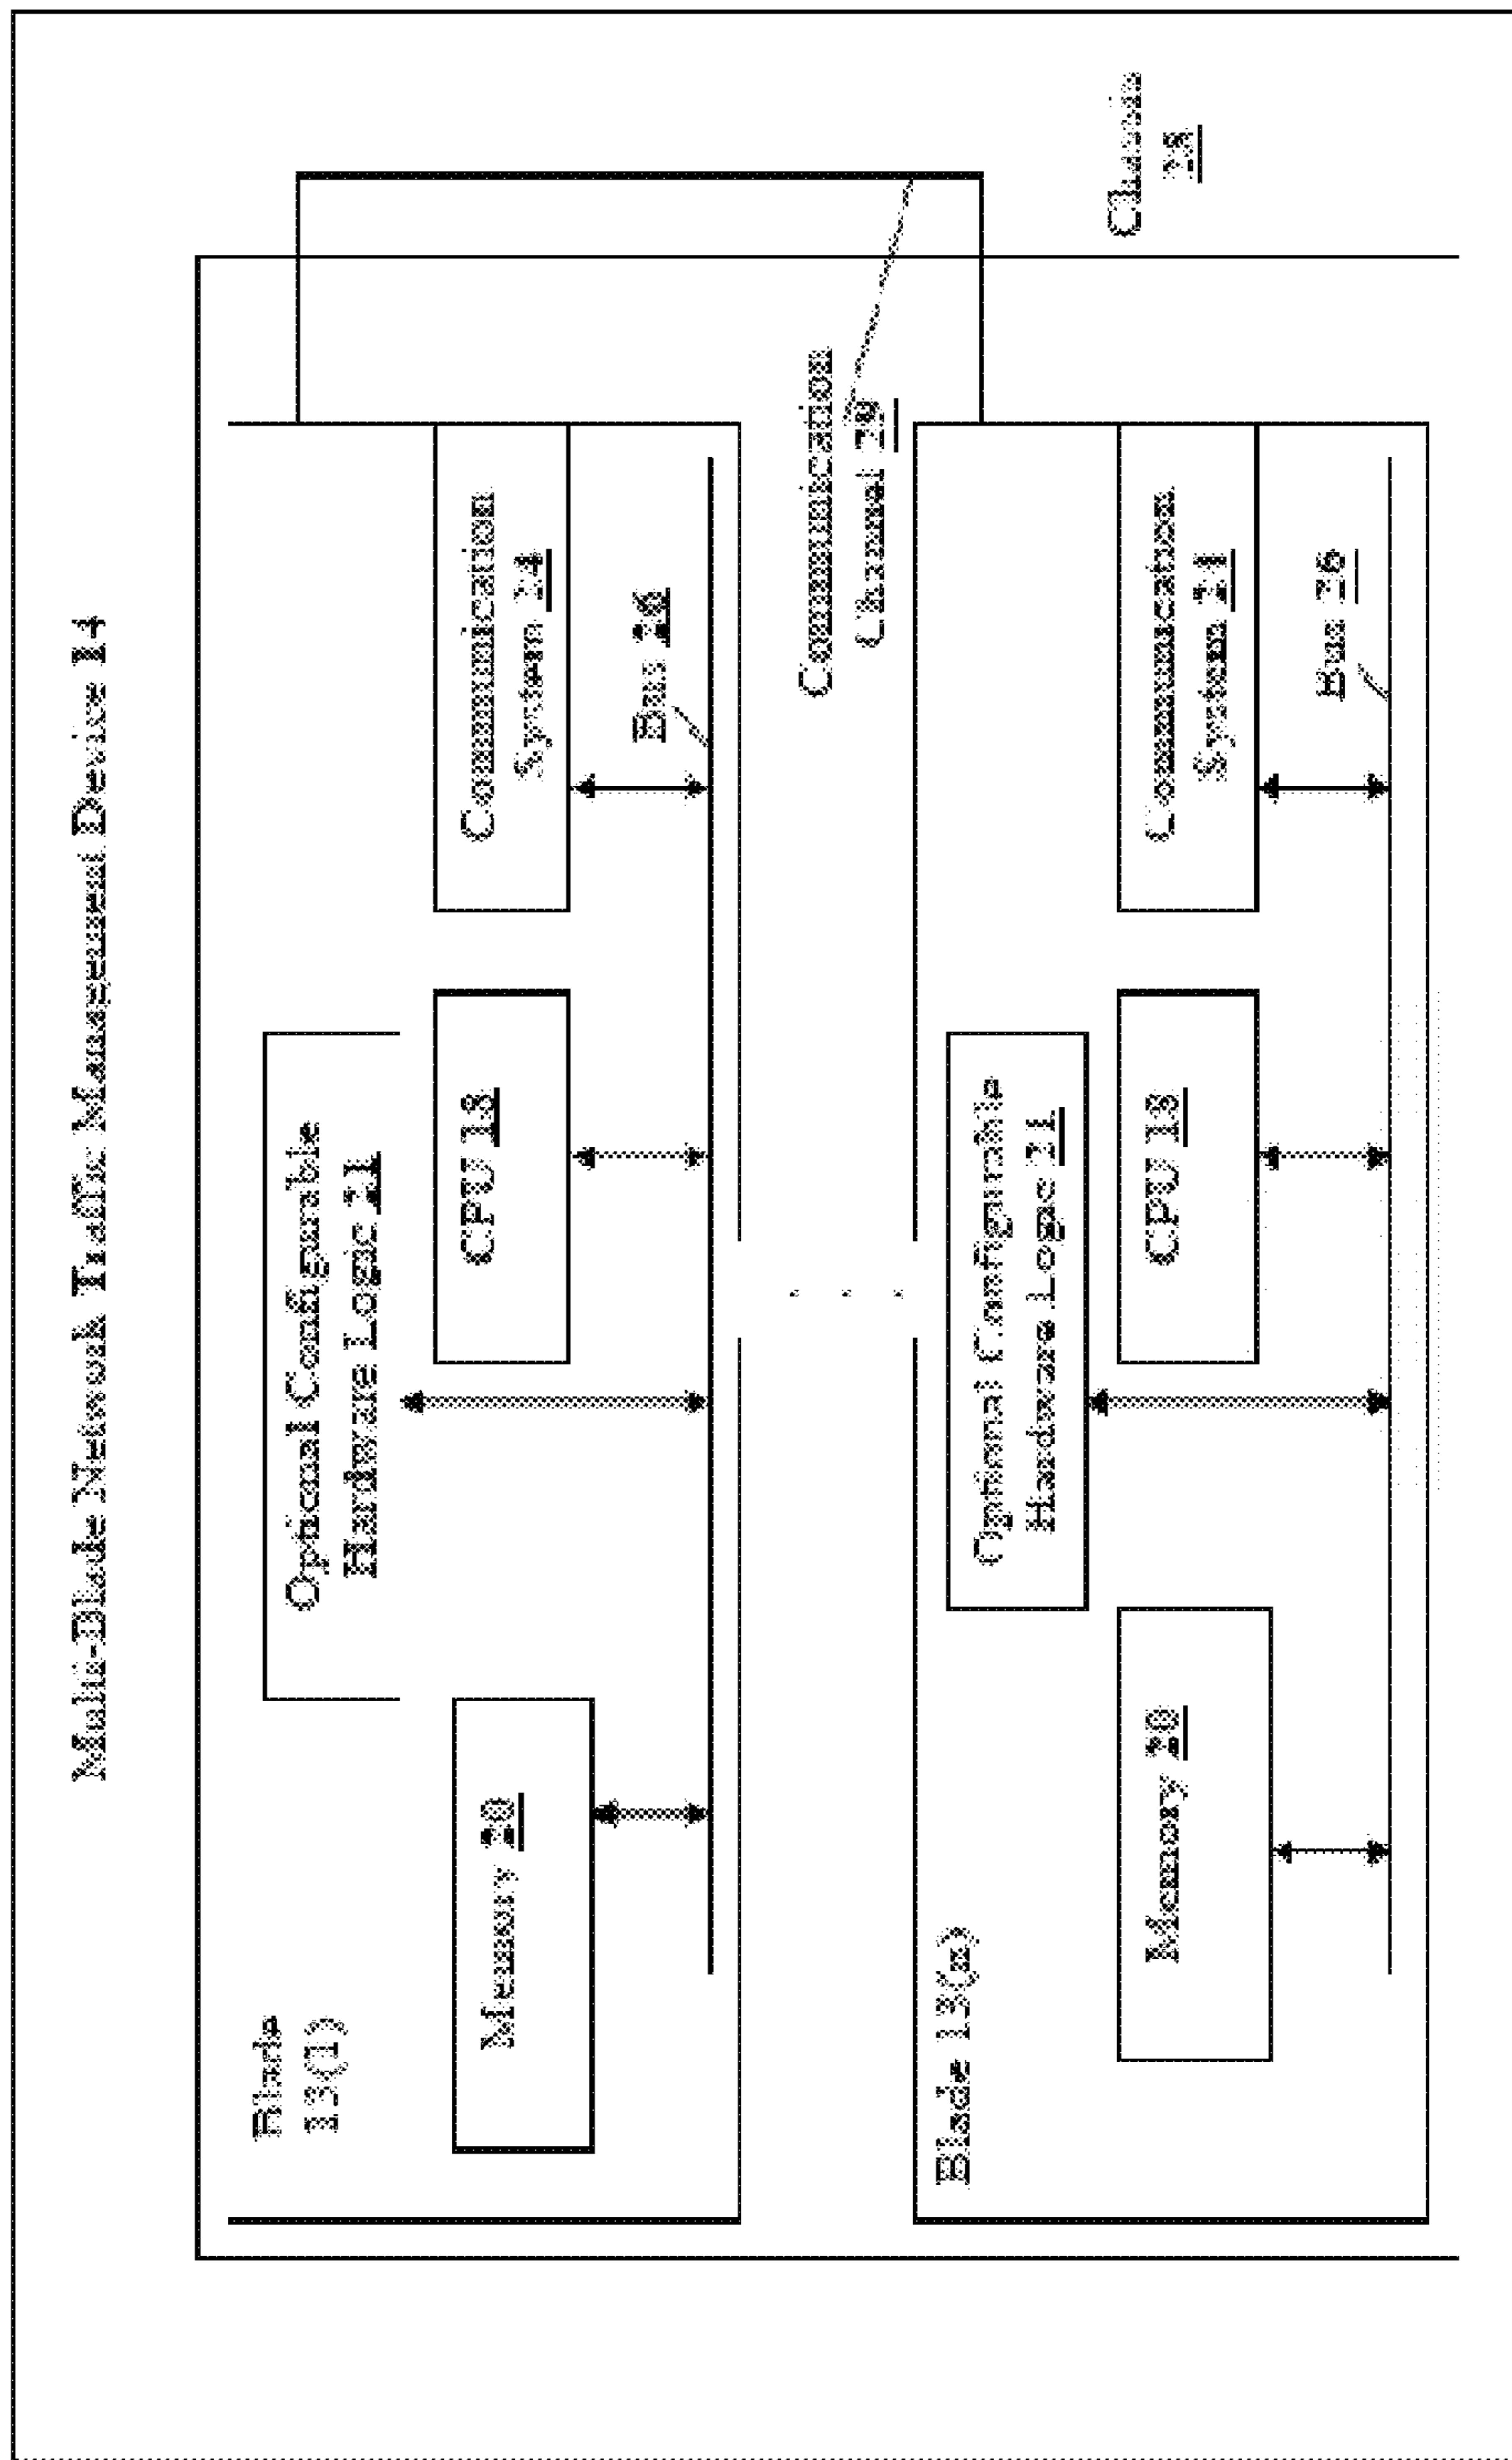 Multi-Blade Network Traffic Management Device 14
Blade
13(1)
Optional Configurable
Hardware Logic 21
Memory 20
CPU 18
Communication
System 24
Bus 26
Communication
Channel 29
Chassis
28
Blade 13(n)
Optional Configurable
Hardware Logic 21
Memory 20
CPU 18
Communication
System 24
Bus 26